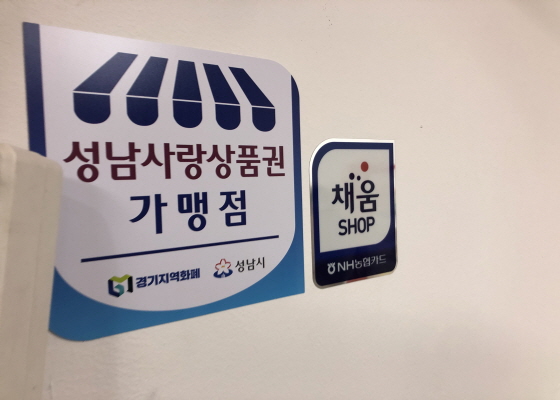 성남사랑상품권
가맹점
경기지역화폐
성남시
채움
SHOP
NH농협카드